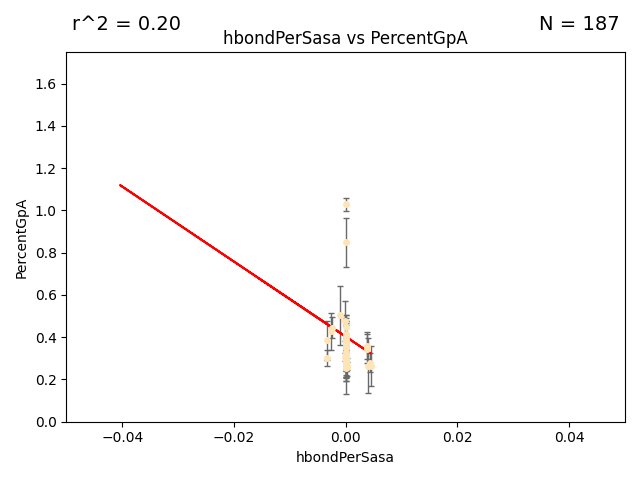 r^2 = 0.20
N = 187
hbondPerSasa vs PercentGpA
1.6
1.4
1.2
1.0
0.8
0.6
0.4
0.2
0.0
PercentGpA
−0.04
−0.02
0.00
0.02
0.04
hbondPerSasa